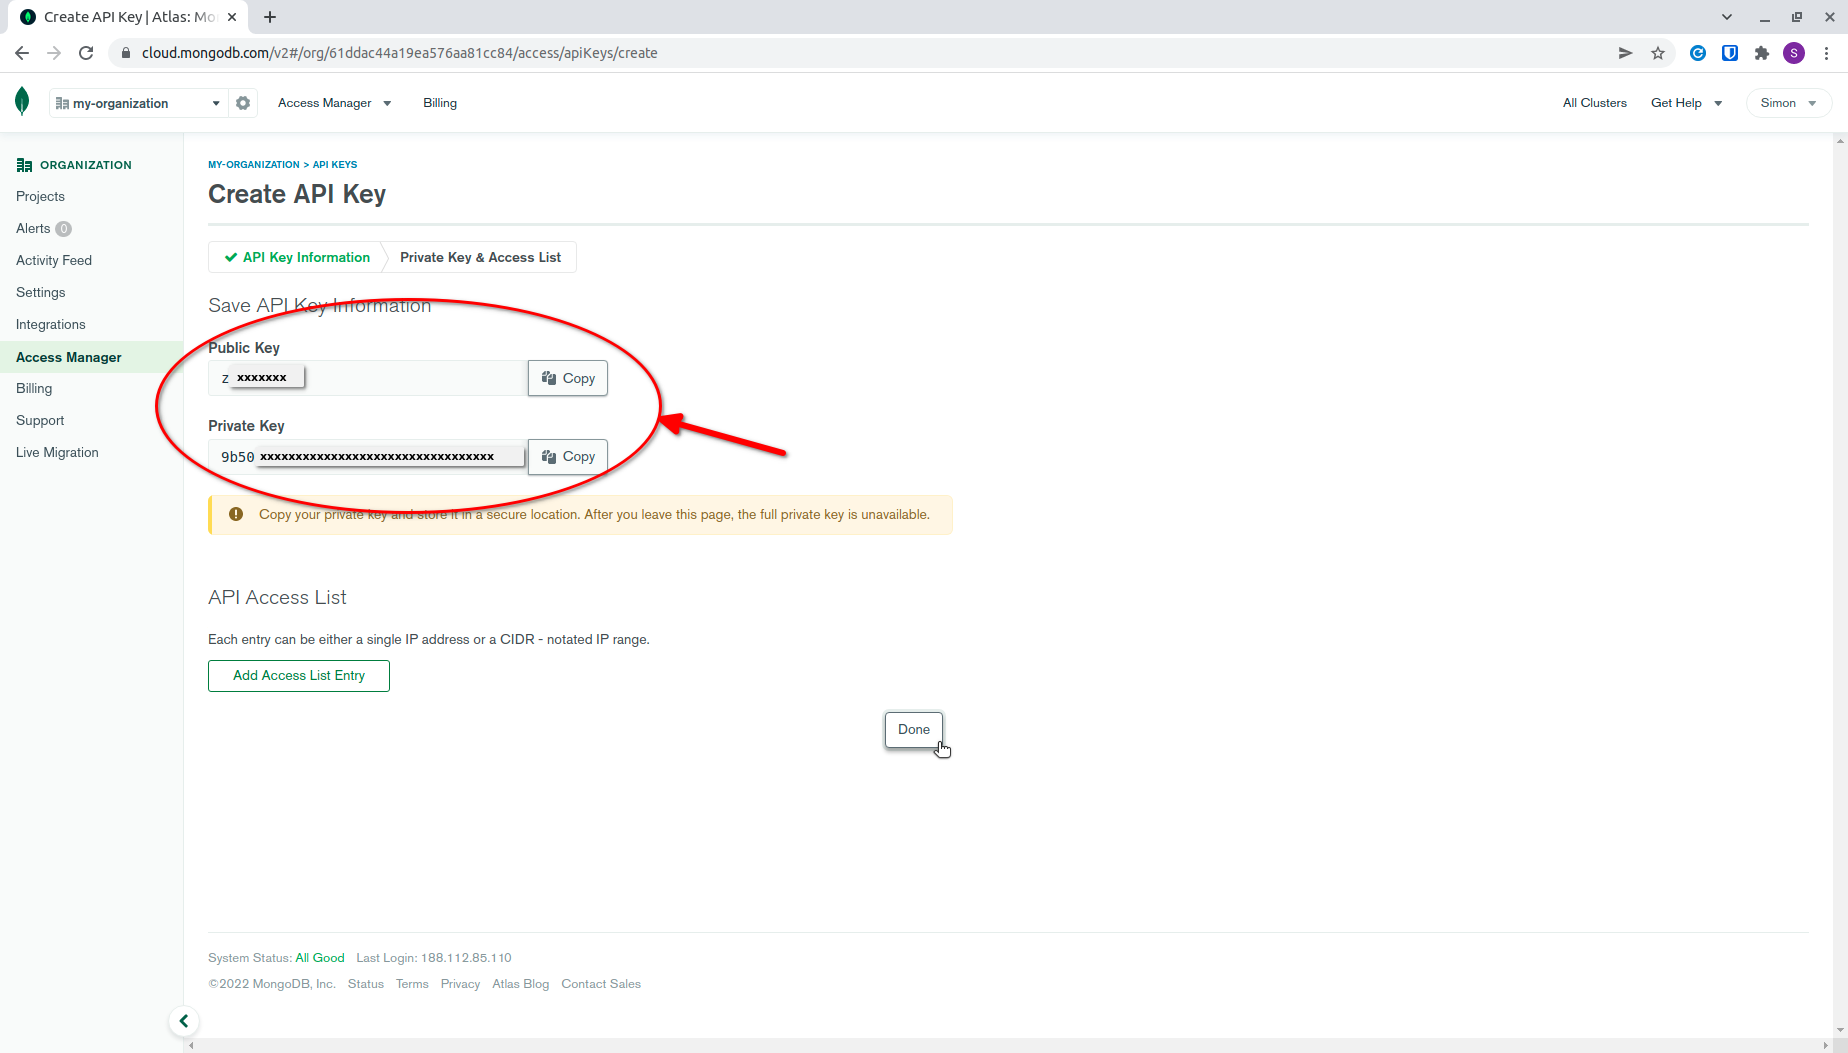 Create API Key | Atlas: Mo
cloud.mongodb.com/v2#/org/61ddac44a19ea576aa81cc84/access/apiKeys/create
S
my-organization
Access Manager
Billing
All Clusters
Get Help
Simon
ORGANIZATION
Projects
Alerts 0
Activity Feed
Settings
Integrations
Access Manager
Billing
Support
Live Migration
MY-ORGANIZATION > API KEYS
Create API Key
API Key Information
Private Key & Access List
Save API Key Information
Public Key
z xxxxxxx
Copy
Private Key
9b50 xxxxxxxxxxxxxxxxxxxxxxxxxxxxxxxxx
Copy
Copy your private key and store it in a secure location. After you leave this page, the full private key is unavailable.
API Access List
Each entry can be either a single IP address or a CIDR - notated IP range.
Add Access List Entry
Done
System Status: All Good Last Login: 188.112.85.110
©2022 MongoDB, Inc. Status Terms Privacy Atlas Blog Contact Sales